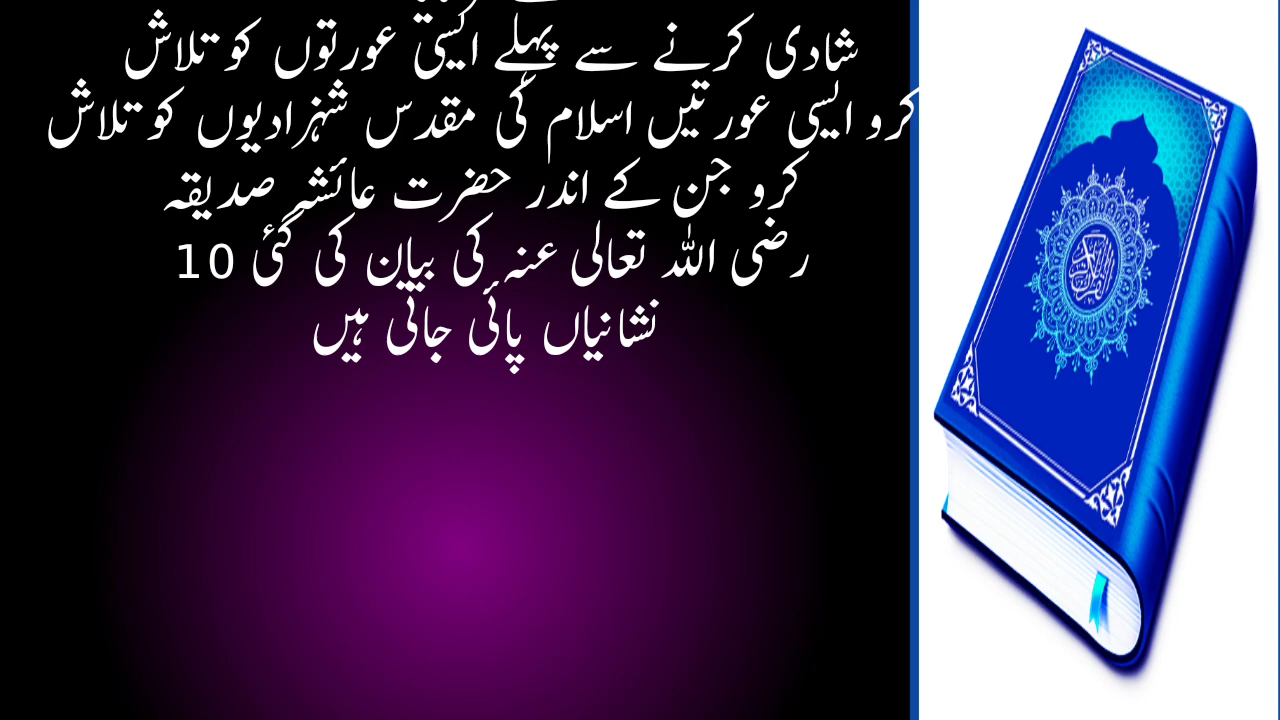 شادی کرنے سے پہلے ایسی عورتوں کو تلاش
کرو ایسی عورتیں اسلام کی مقدس شہزادیوں کو تلاش
کرو جن کے اندر حضرت عائشہ صدیقہ
رضی اللہ تعالی عنہ کی بیان کی گئی 10
نشانیاں پائی جاتی ہیں